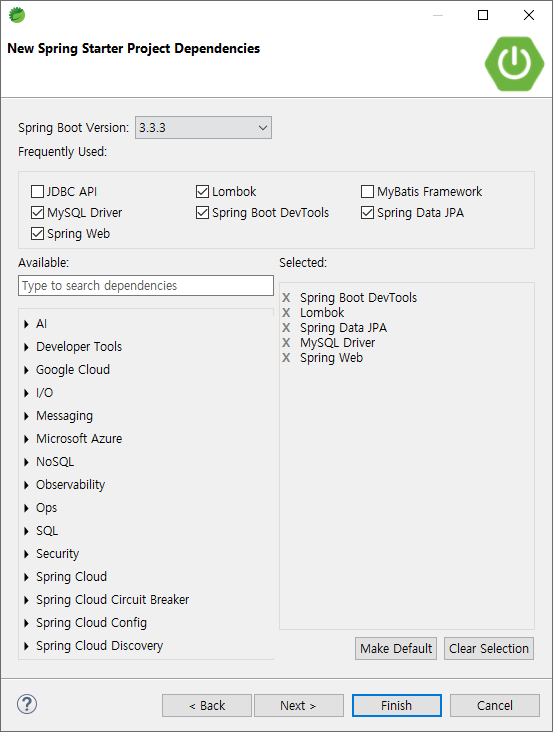 New Spring Starter Project Dependencies
Spring Boot Version: 3.3.3
Frequently Used:
JDBC API Lombok MyBatis Framework
MySQL Driver Spring Boot DevTools Spring Data JPA
Spring Web
Available: Selected:
Type to search dependencies
X Spring Boot DevTools
X Lombok
X Spring Data JPA
X MySQL Driver
X Spring Web
AI
Developer Tools
Google Cloud
I/O
Messaging
Microsoft Azure
NoSQL
Observability
Ops
SQL
Security
Spring Cloud
Spring Cloud Circuit Breaker
Spring Cloud Config
Spring Cloud Discovery
Make Default Clear Selection
? < Back Next > Finish Cancel